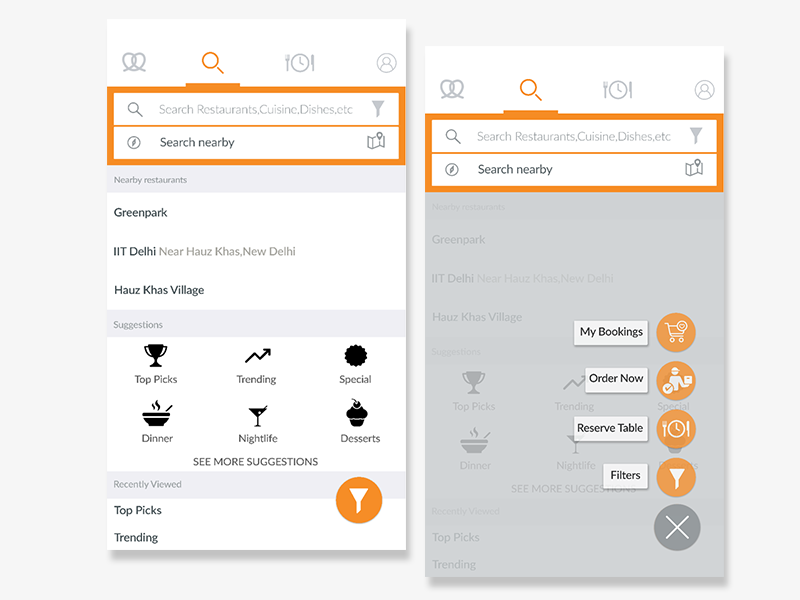 Search Restaurants,Cuisine,Dishes,etc
Search nearby
Nearby restaurants
Greenpark
IIT Delhi Near Hauz Khas,New Delhi
Hauz Khas Village
Suggestions
Top Picks Trending Special
Dinner Nightlife Desserts
SEE MORE SUGGESTIONS
Recently Viewed
Top Picks
Trending
Search Restaurants,Cuisine,Dishes,etc
Search nearby
Nearby restaurants
Greenpark
IIT Delhi Near Hauz Khas,New Delhi
Hauz Khas Village
My Bookings
Suggestions
Order Now
Top Picks Trending Special
Reserve Table
Dinner Nightlife
Filters
SEE MORE SUGGESTIONS
Recently Viewed
Top Picks
Trending